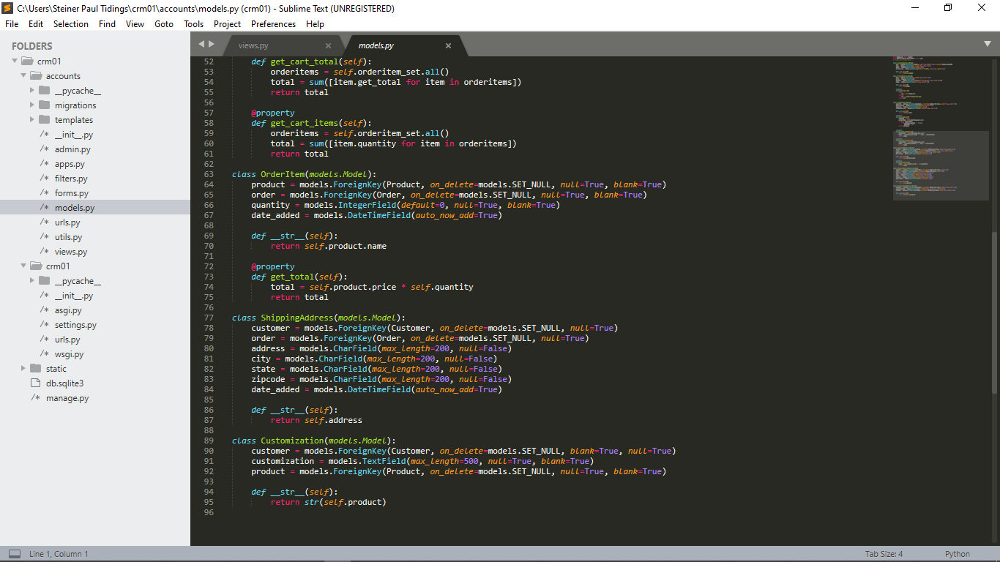 C:\Users\Steiner Paul Tidings\crm01\accounts\models.py (crm01) - Sublime Text (UNREGISTERED)
File Edit Selection Find View Goto Tools Project Preferences Help
FOLDERS
crm01
accounts
__pycache__
migrations
templates
/* __init__.py
/* admin.py
/* apps.py
/* filters.py
/* forms.py
/* models.py
/* urls.py
/* utils.py
/* views.py
crm01
__pycache__
/* __init__.py
/* asgi.py
/* settings.py
/* urls.py
/* wsgi.py
static
db.sqlite3
/* manage.py
views.py × models.py ×
52     def get_cart_total(self):
53         orderitems = self.orderitem_set.all()
54         total = sum([item.get_total for item in orderitems])
55         return total
56
57     @property
58     def get_cart_items(self):
59         orderitems = self.orderitem_set.all()
60         total = sum([item.quantity for item in orderitems])
61         return total
62
63 class OrderItem(models.Model):
64     product = models.ForeignKey(Product, on_delete=models.SET_NULL, null=True, blank=True)
65     order = models.ForeignKey(Order, on_delete=models.SET_NULL, null=True, blank=True)
66     quantity = models.IntegerField(default=0, null=True, blank=True)
67     date_added = models.DateTimeField(auto_now_add=True)
68
69     def __str__(self):
70         return self.product.name
71
72     @property
73     def get_total(self):
74         total = self.product.price * self.quantity
75         return total
76
77 class ShippingAddress(models.Model):
78     customer = models.ForeignKey(Customer, on_delete=models.SET_NULL, null=True)
79     order = models.ForeignKey(Order, on_delete=models.SET_NULL, null=True)
80     address = models.CharField(max_length=200, null=False)
81     city = models.CharField(max_length=200, null=False)
82     state = models.CharField(max_length=200, null=False)
83     zipcode = models.CharField(max_length=200, null=False)
84     date_added = models.DateTimeField(auto_now_add=True)
85
86     def __str__(self):
87         return self.address
88
89 class Customization(models.Model):
90     customer = models.ForeignKey(Customer, on_delete=models.SET_NULL, blank=True, null=True)
91     customization = models.TextField(max_length=500, null=True, blank=True)
92     product = models.ForeignKey(Product, on_delete=models.SET_NULL, null=True, blank=True)
93
94     def __str__(self):
95         return str(self.product)
96
Line 1, Column 1 Tab Size: 4 Python